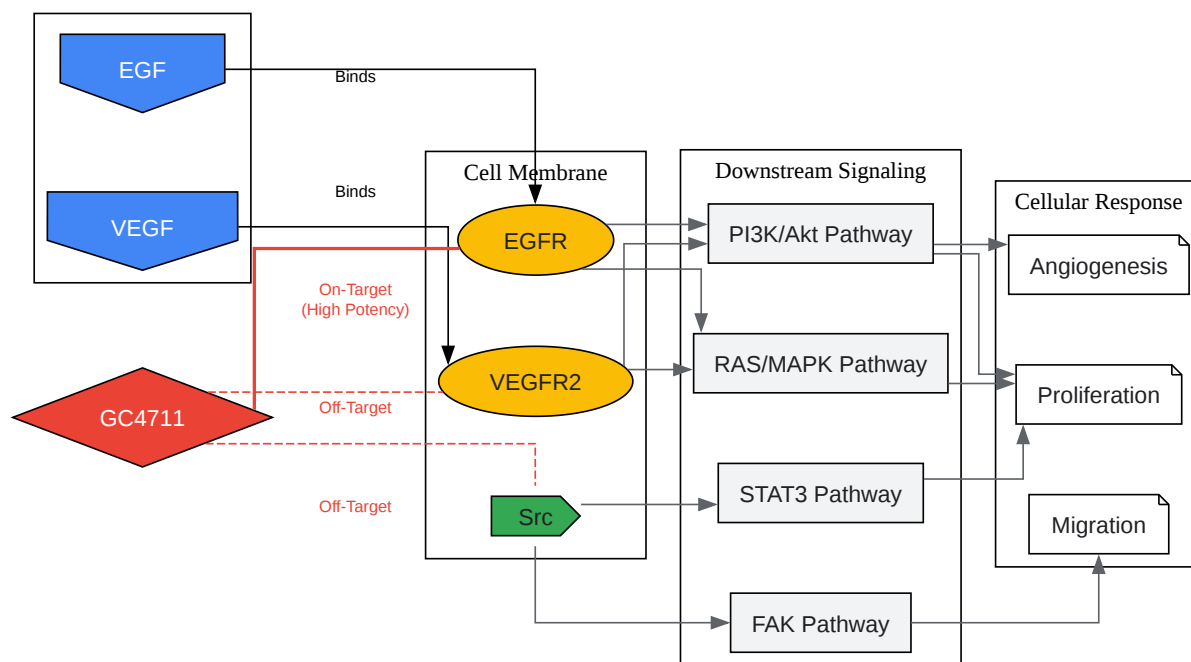 EGF
Binds
VEGF
Binds
Cell Membrane
EGFR
On-Target
(High Potency)
VEGFR2
GC4711
Off-Target
Off-Target
Src
Downstream Signaling
PI3K/Akt Pathway
RAS/MAPK Pathway
STAT3 Pathway
FAK Pathway
Cellular Response
Angiogenesis
Proliferation
Migration